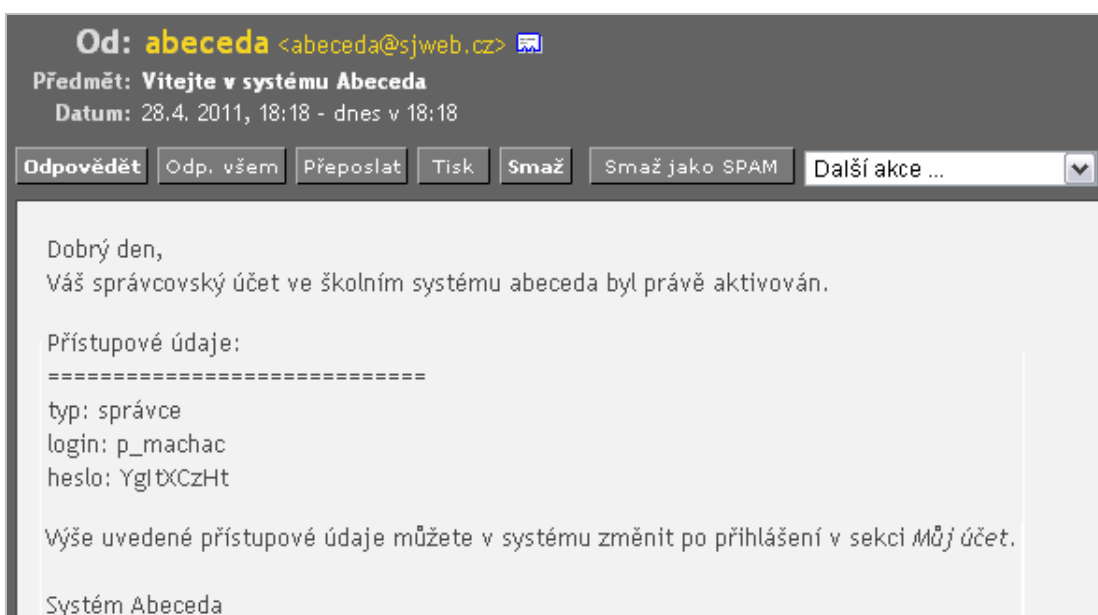 Od: abeceda <abeceda@sjweb.cz>
Předmět: Vítejte v systému Abeceda
Datum: 28.4. 2011, 18:18 - dnes v 18:18
Odpovědět Odp. všem Přeposlat Tisk Smaž Smaž jako SPAM Další akce ...
Dobrý den,
Váš správcovský účet ve školním systému abeceda byl právě aktivován.
Přístupové údaje:
=============================
typ: správce
login: p_machac
heslo: YgItXCzHt
Výše uvedené přístupové údaje můžete v systému změnit po přihlášení v sekci Můj účet.
Systém Abeceda